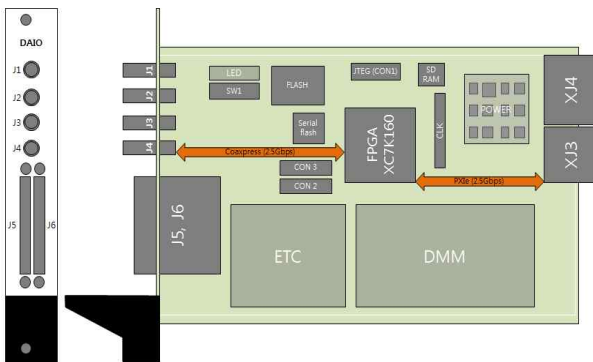 DAIO
J1
J2
J3
J4
J5
J6
J1
J2
J3
J4
J5, J6
LED
SW1
FLASH
Serial
flash
JTEG (CON1)
SD
RAM
CLK
POWER
FPGA
XC7K160
Coaxpress (2.5Gbps)
CON 3
CON 2
PXIe (2.5Gbps)
XJ4
XJ3
ETC
DMM